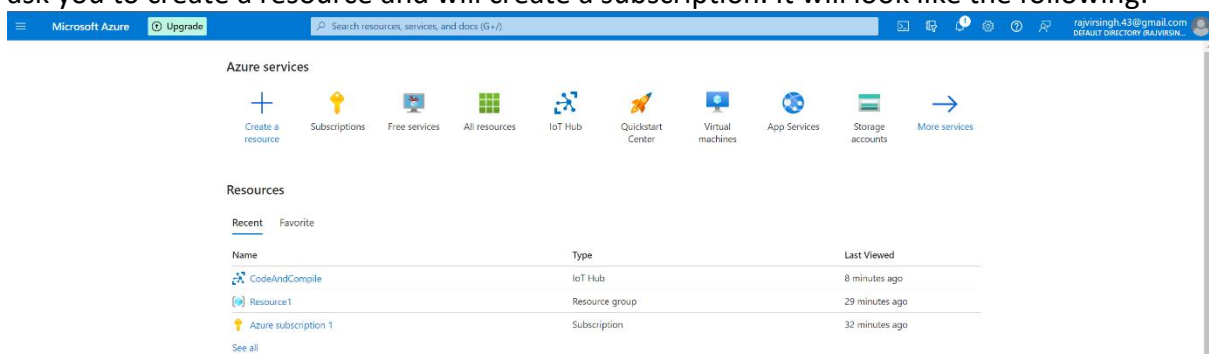 ask you to create a resource and will create a subscription. It will look like the following:
Microsoft Azure Upgrade Search resources, services, and docs (G+/) 1 rajvirsingh.43@gmail.com
DEFAULT DIRECTORY (RAJVIRSIN...
Azure services
Create a resource Subscriptions Free services All resources IoT Hub Quickstart Center Virtual machines App Services Storage accounts More services
Resources
Recent Favorite
Name Type Last Viewed
CodeAndCompile IoT Hub 8 minutes ago
Resource1 Resource group 29 minutes ago
Azure subscription 1 Subscription 32 minutes ago
See all